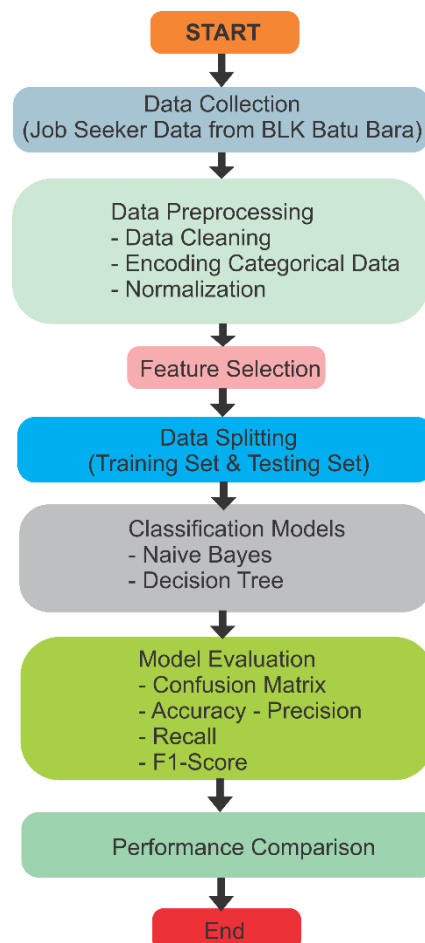 START
Data Collection
(Job Seeker Data from BLK Batu Bara)
Data Preprocessing
- Data Cleaning
- Encoding Categorical Data
- Normalization
Feature Selection
Data Splitting
(Training Set & Testing Set)
Classification Models
- Naive Bayes
- Decision Tree
Model Evaluation
- Confusion Matrix
- Accuracy - Precision
- Recall
- F1-Score
Performance Comparison
End